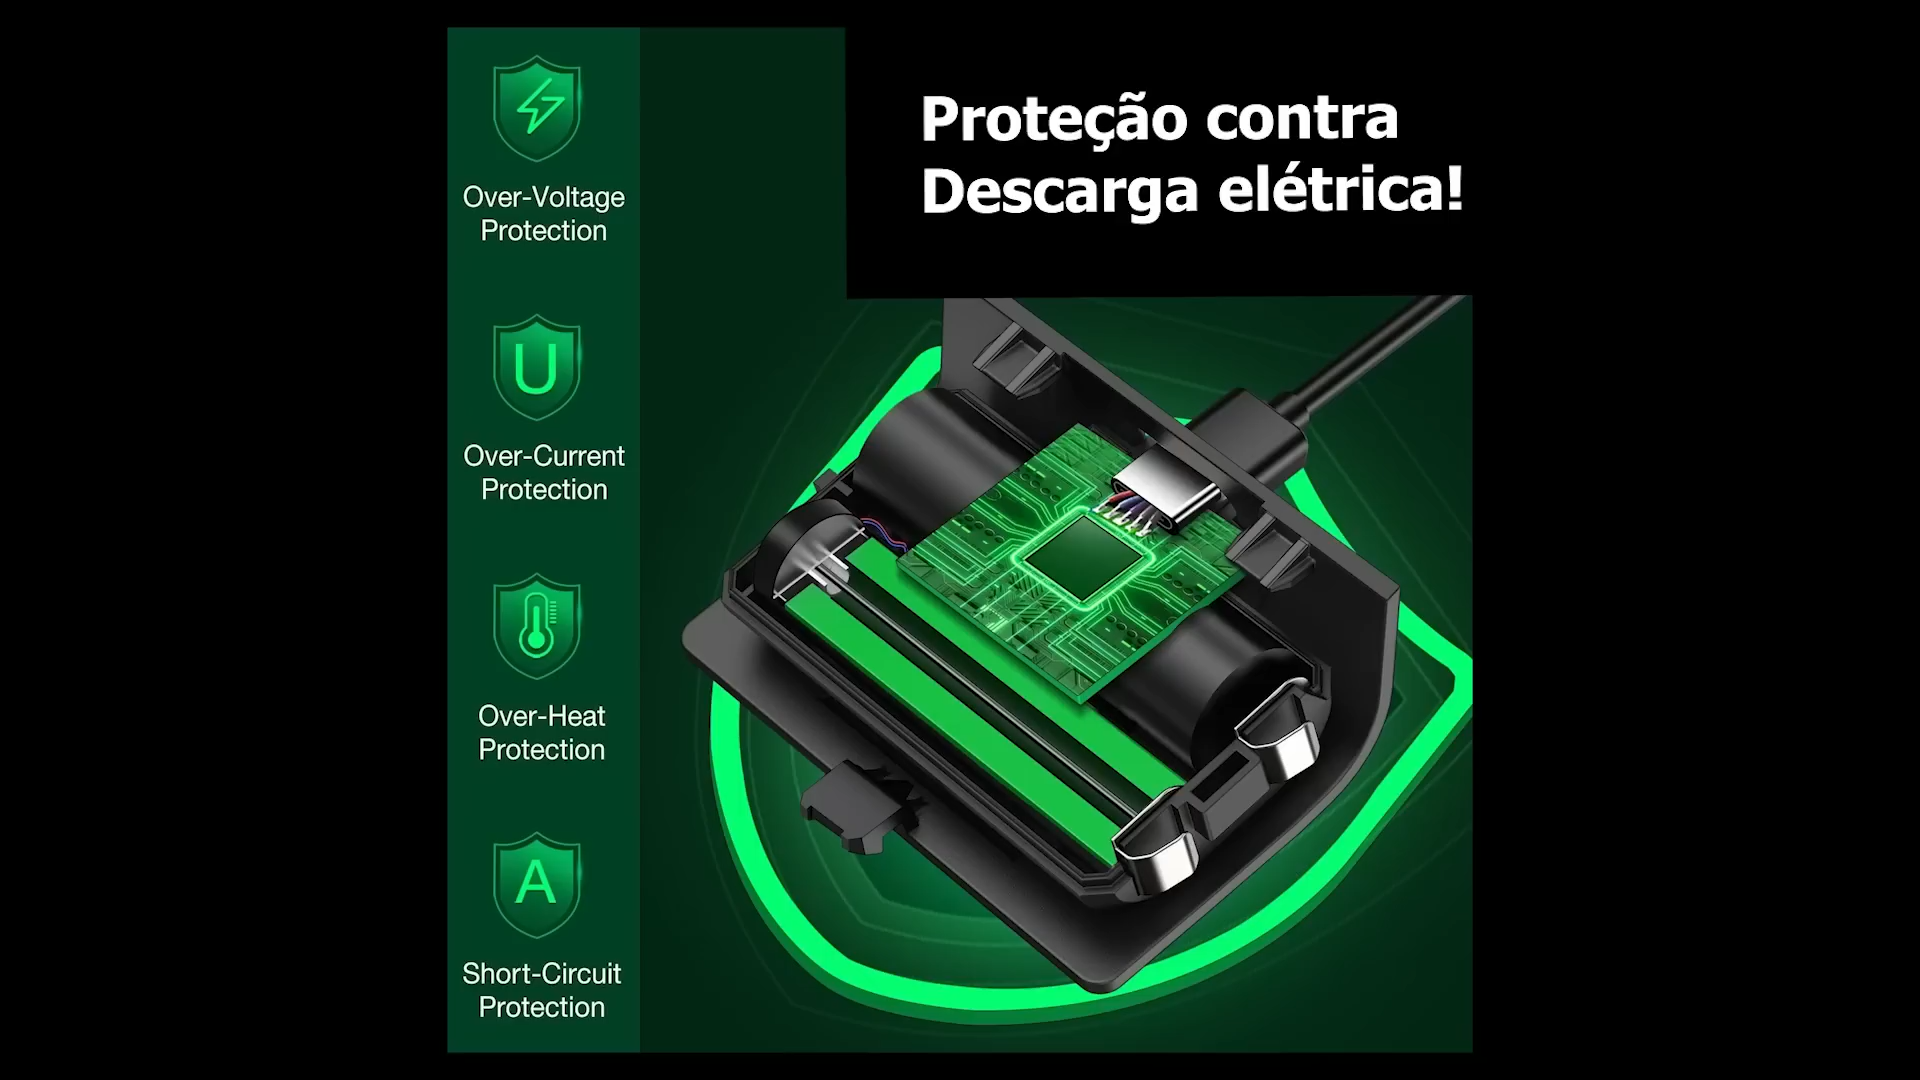 Proteção contra
Descarga elétrica!
Over-Voltage
Protection
U
Over-Current
Protection
Over-Heat
Protection
A
Short-Circuit
Protection